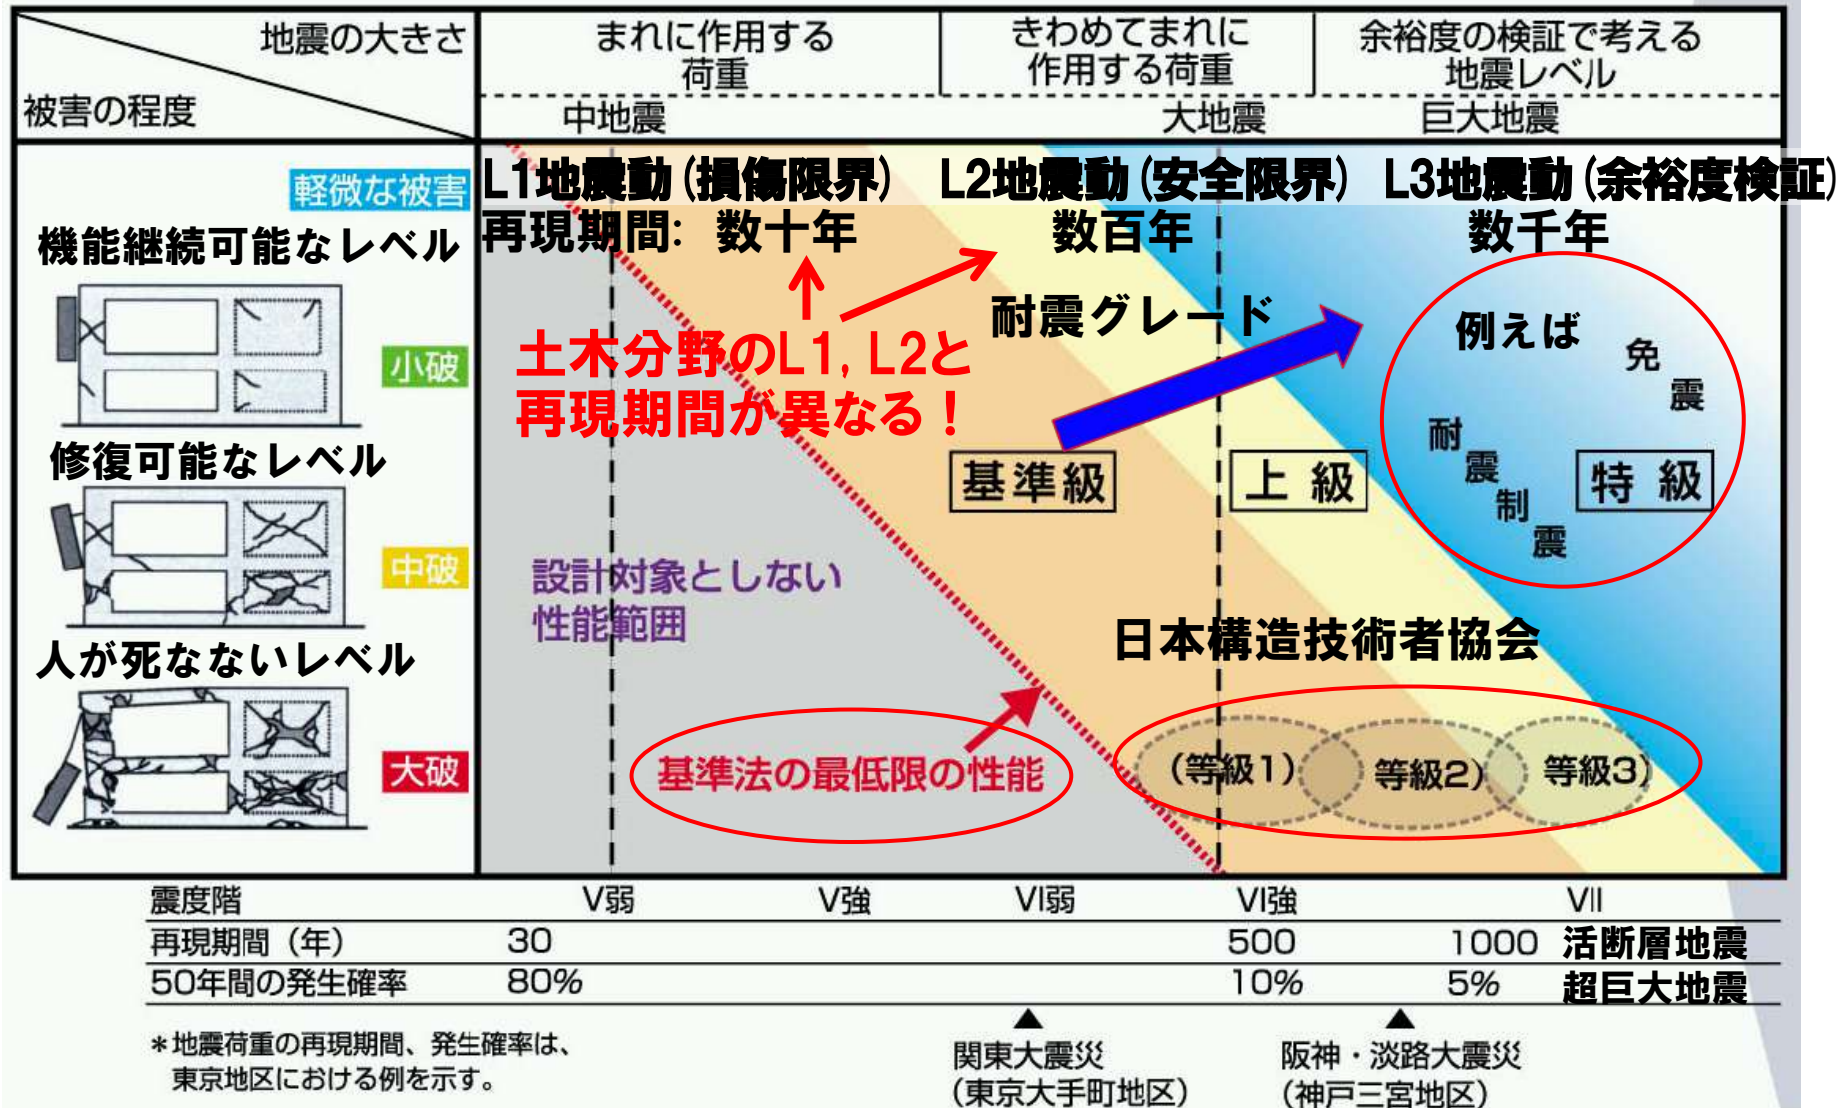 地震の大きさ
被害の程度
まれに作用する
荷重
きわめてまれに
作用する荷重
余裕度の検証で考える
地震レベル
中地震
大地震
巨大地震
軽微な被害
L1地震動(損傷限界)
L2地震動(安全限界)
L3地震動(余裕度検証)
再現期間: 数十年
数百年
数千年
機能継続可能なレベル
小破
修復可能なレベル
中破
人が死なないレベル
大破
土木分野のL1, L2と
再現期間が異なる！
耐震グレード
例えば
免震
耐震
制震
基準級
上級
特級
設計対象としない
性能範囲
日本構造技術者協会
基準法の最低限の性能
(等級1)
等級2)
等級3)
震度階 V弱 V強 VI弱 VI強 VII
再現期間（年） 30 500 1000 活断層地震
50年間の発生確率 80% 10% 5% 超巨大地震
＊地震荷重の再現期間、発生確率は、
東京地区における例を示す。
▲
関東大震災
(東京大手町地区)
▲
阪神・淡路大震災
(神戸三宮地区)